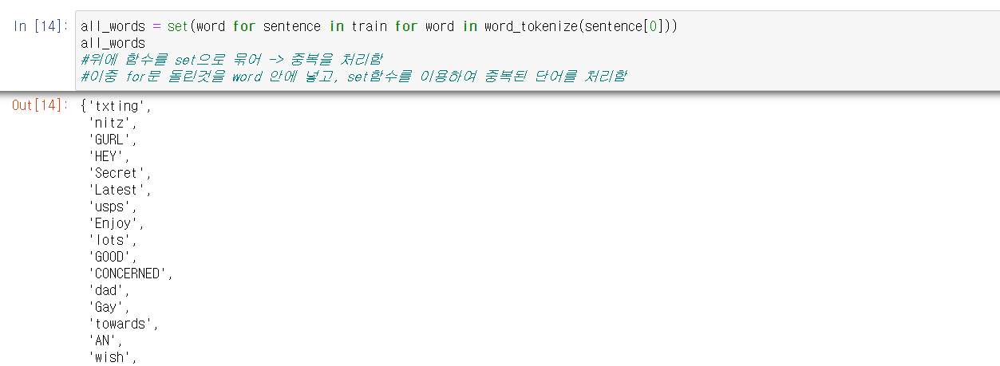 In [14]: all_words = set(word for sentence in train for word in word_tokenize(sentence[0]))
all_words
#위에 함수를 set으로 묶어 -> 중복을 처리함
#이중 for문 돌린것을 word 안에 넣고, set함수를 이용하여 중복된 단어를 처리함
Out[14]: {'txting',
'nitz',
'GURL',
'HEY',
'Secret',
'Latest',
'usps',
'Enjoy',
'lots',
'GOOD',
'CONCERNED',
'dad',
'Gay',
'towards',
'AN',
'wish',